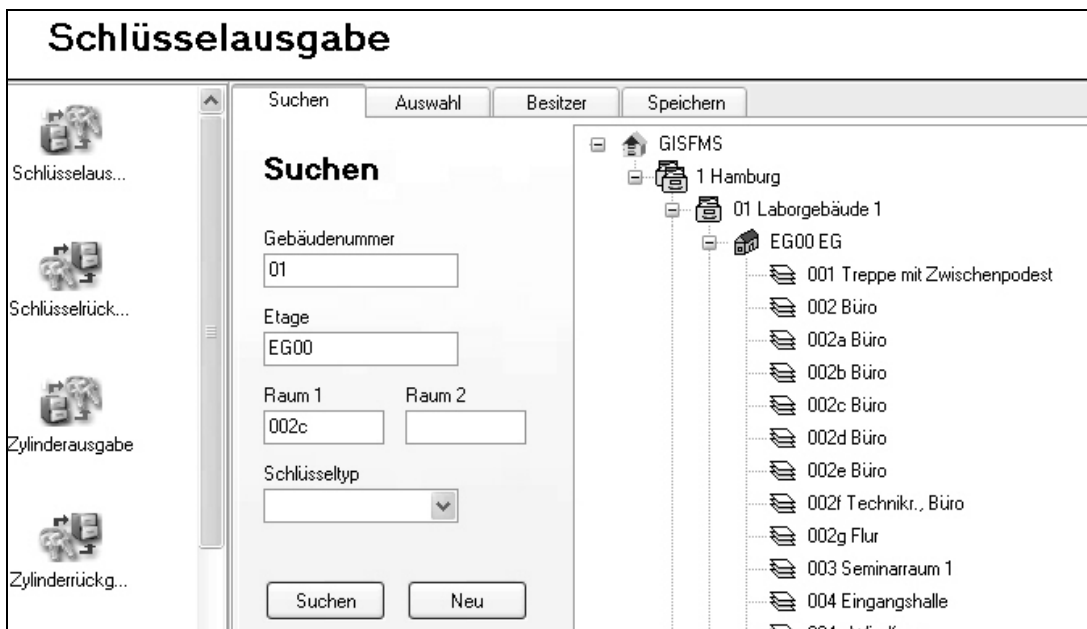 Schlüsselausgabe
Schlüsselaus...
Schlüsselrück...
Zylinderausgabe
Zylinderrückg...
Suchen
Auswahl
Besitzer
Speichern
Suchen
Gebäudenummer
01
Etage
EG00
Raum 1
Raum 2
002c
Schlüsseltyp
Suchen
Neu
GISFMS
1 Hamburg
01 Laborgebäude 1
EG00 EG
001 Treppe mit Zwischenpodest
002 Büro
002a Büro
002b Büro
002c Büro
002d Büro
002e Büro
002f Technikr., Büro
002g Flur
003 Seminarraum 1
004 Eingangshalle